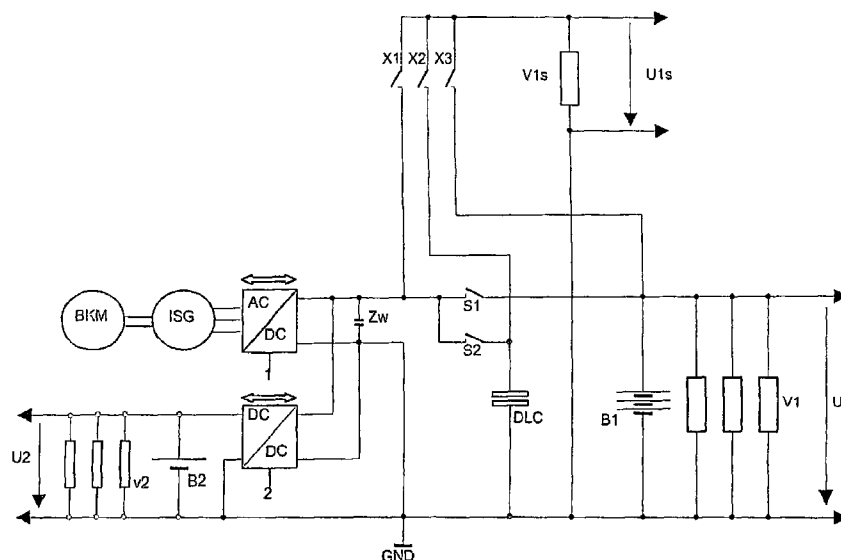 X1
X2
X3
V1s
U1s
BKM
ISG
AC
DC
1
Zw
S1
S2
DLC
B1
V1
U
DC
DC
2
U2
v2
B2
GND